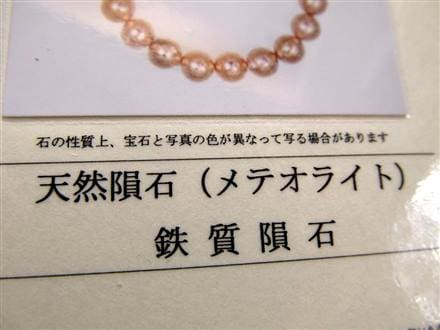 石の性質上、宝石と写真の色が異なって写る場合があります
天然隕石（メテオライト）
鉄質隕石